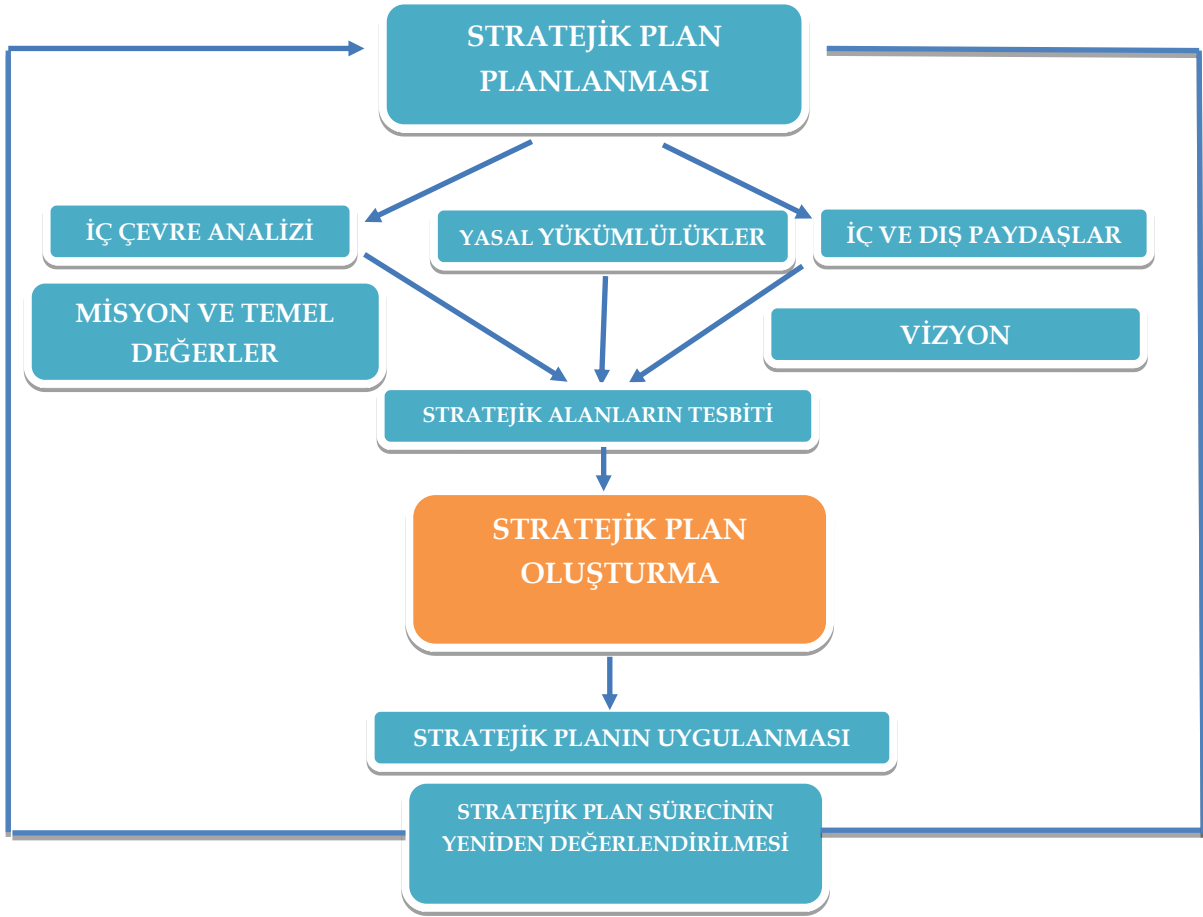 STRATEJİK PLAN
PLANLANMASI
İÇ ÇEVRE ANALİZİ
YASAL YÜKÜMLÜLÜKLER
İÇ VE DIŞ PAYDAŞLAR
MİSYON VE TEMEL
DEĞERLER
VİZYON
STRATEJİK ALANLARIN TESBİTİ
STRATEJİK PLAN
OLUŞTURMA
STRATEJİK PLANIN UYGULANMASI
STRATEJİK PLAN SÜRECİNİN
YENİDEN DEĞERLENDİRİLMESİ